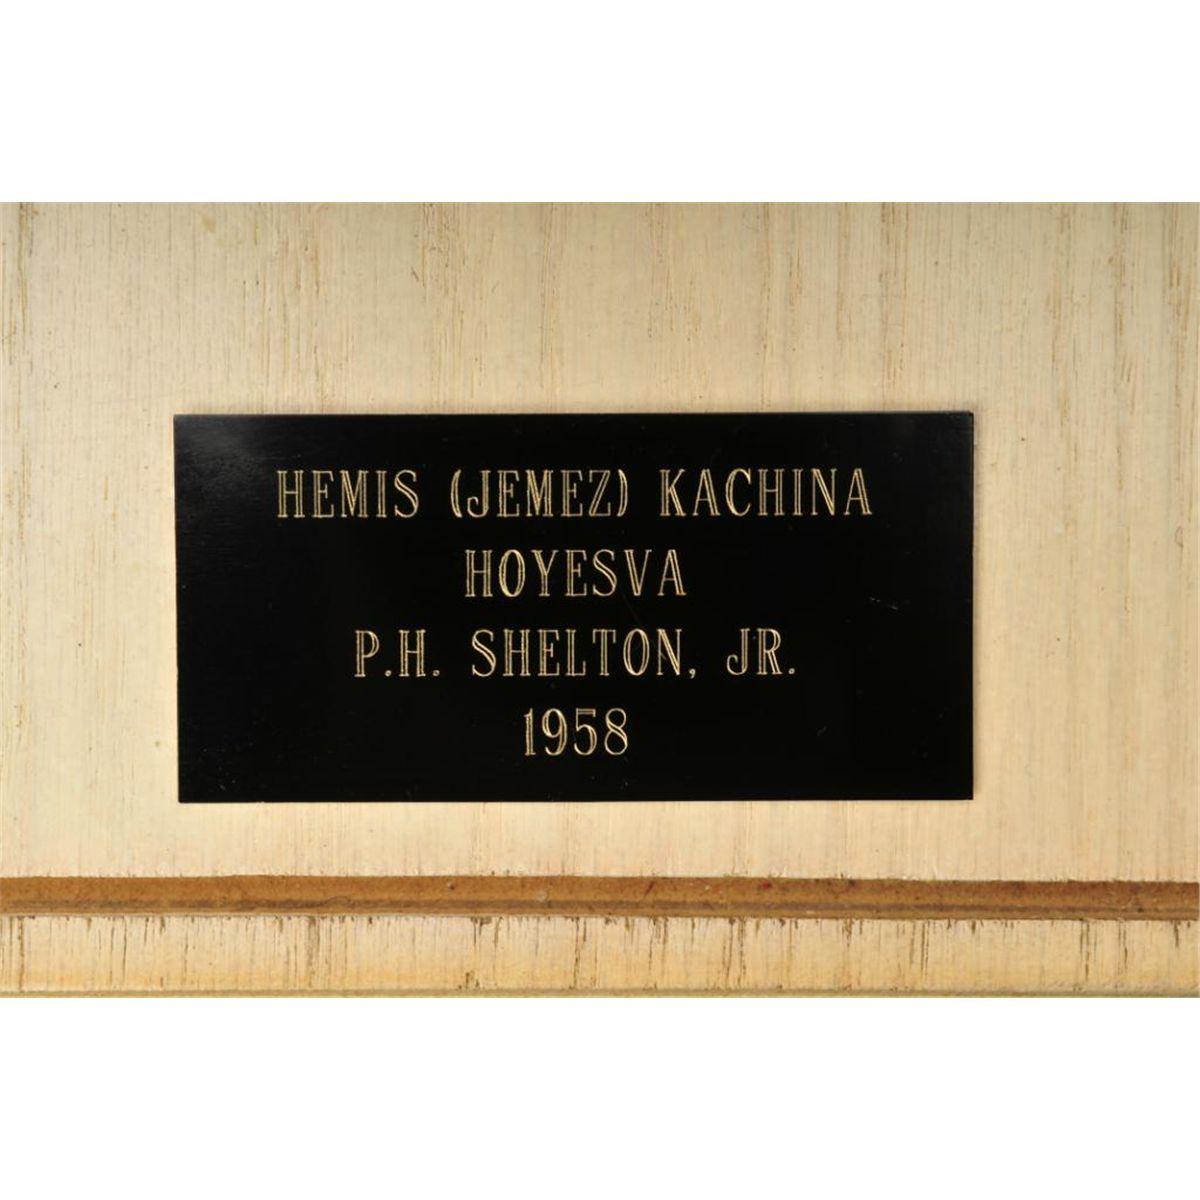 HEMIS (JEMEZ) KACHINA
HOYESVA
P.H. SHELTON, JR.
1958